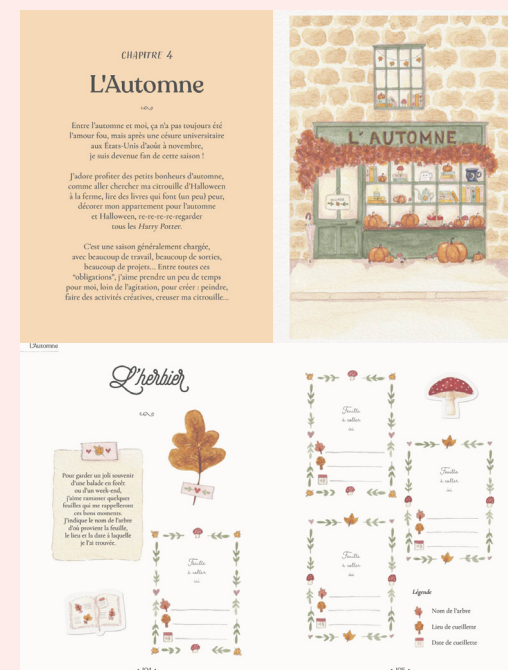 CHAPITRE 4
L'Automne
Entre l'automne et moi, ça n'a pas toujours été
l'amour fou, mais après une césure universitaire
aux États-Unis d'août à novembre,
je suis devenue fan de cette saison !
J'adore profiter des petits bonheurs d'automne,
comme aller chercher ma citrouille d'Halloween
à la ferme, lire des livres qui font (un peu) peur,
décorer mon appartement pour l'automne
et Halloween, re-re-re-re-regarder
tous les Harry Potter.
C'est une saison généralement chargée,
avec beaucoup de travail, beaucoup de sorties,
beaucoup de projets... Entre toutes ces
“obligations”, j'aime prendre un peu de temps
pour moi, loin de l'agitation, pour créer : peindre,
faire des activités créatives, creuser ma citrouille...
L'AUTOMNE
L'Automne
L'herbier
Pour garder un joli souvenir
d'une balade en forêt
ou d'un week-end,
j'aime ramasser quelques
feuilles qui me rappelleront
ces bons moments.
J'indique le nom de l'arbre
d'où provient la feuille,
le lieu et la date à laquelle
je l'ai trouvée.
Feuille
à coller
ici
Feuille
à coller
ici
Feuille
à coller
ici
Feuille
à coller
ici
Légende
Nom de l'arbre
Lieu de cueillette
Date de cueillette